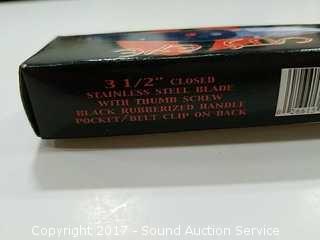 3 1/2" CLOSED
STAINLESS STEEL BLADE
WITH THUMB SCREW
BLACK RUBBERIZED HANDLE
POCKET/BELT CLIP ON BACK
Copyright 2017 - Sound Auction Service